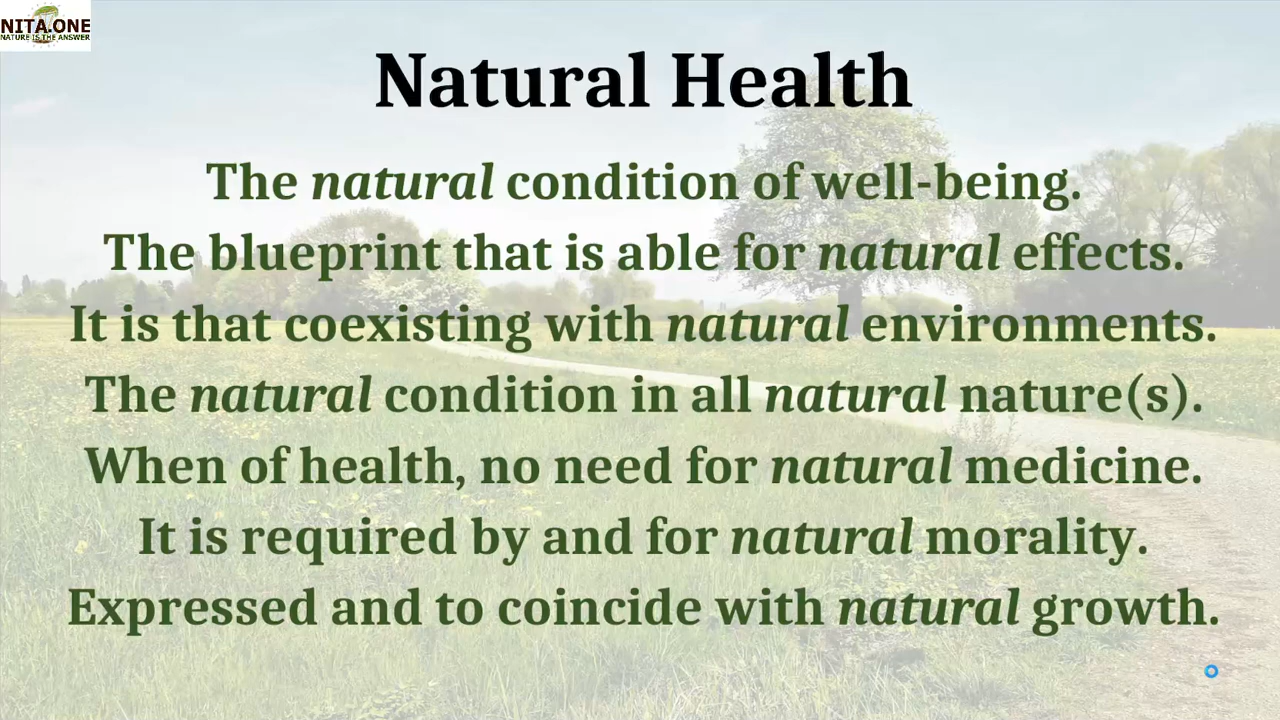 NITA.ONE
NATURE IS THE ANSWER
Natural Health
The natural condition of well-being.
The blueprint that is able for natural effects.
It is that coexisting with natural environments.
The natural condition in all natural nature(s).
When of health, no need for natural medicine.
It is required by and for natural morality.
Expressed and to coincide with natural growth.